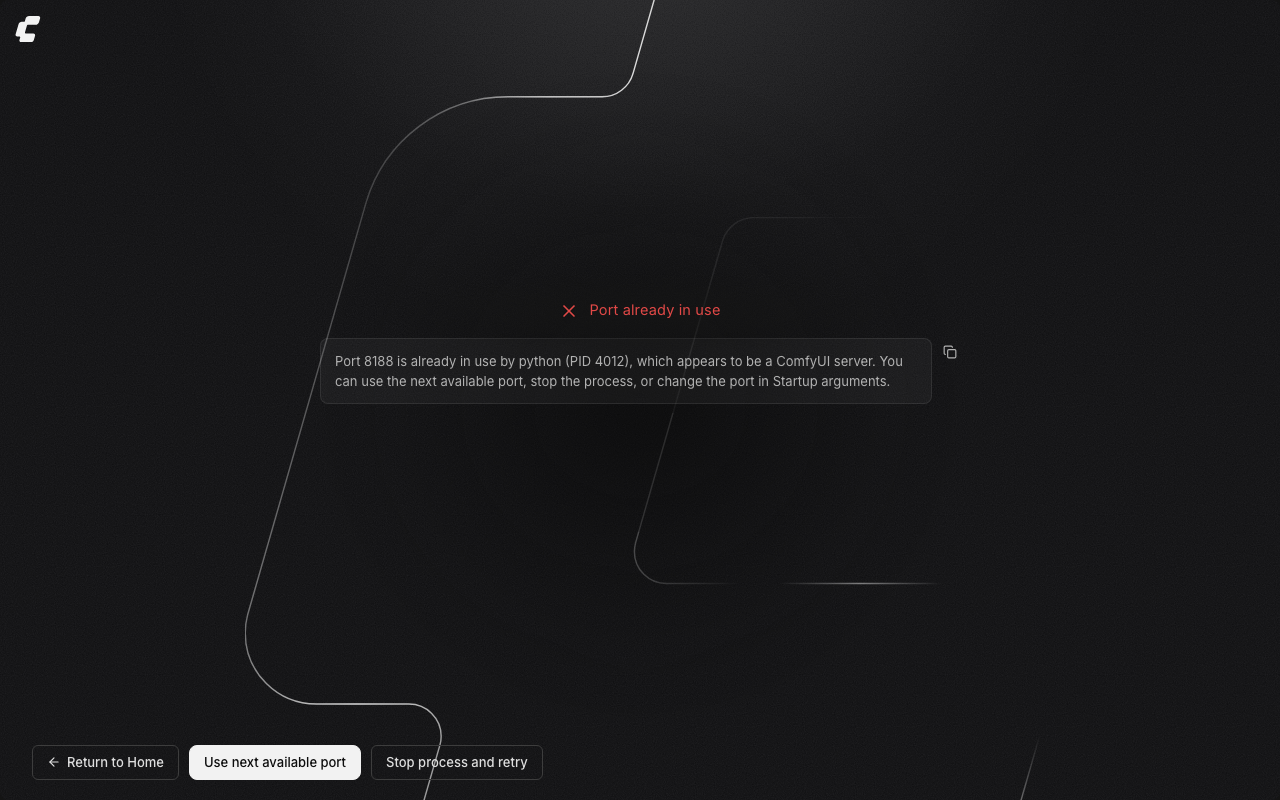 Port already in use
Port 8188 is already in use by python (PID 4012), which appears to be a ComfyUI server. You
can use the next available port, stop the process, or change the port in Startup arguments.
Return to Home
Use next available port
Stop process and retry